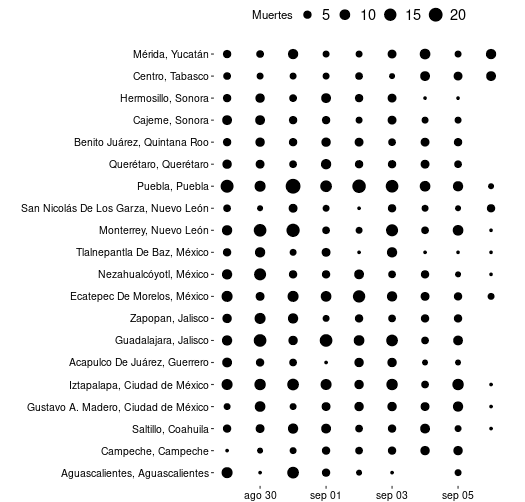 Muertes 5 10 15 20
Mérida, Yucatán
Centro, Tabasco
Hermosillo, Sonora
Cajeme, Sonora
Benito Juárez, Quintana Roo
Querétaro, Querétaro
Puebla, Puebla
San Nicolás De Los Garza, Nuevo León
Monterrey, Nuevo León
Tlalnepantla De Baz, México
Nezahualcóyotl, México
Ecatepec De Morelos, México
Zapopan, Jalisco
Guadalajara, Jalisco
Acapulco De Juárez, Guerrero
Iztapalapa, Ciudad de México
Gustavo A. Madero, Ciudad de México
Saltillo, Coahuila
Campeche, Campeche
Aguascalientes, Aguascalientes
ago 30 sep 01 sep 03 sep 05